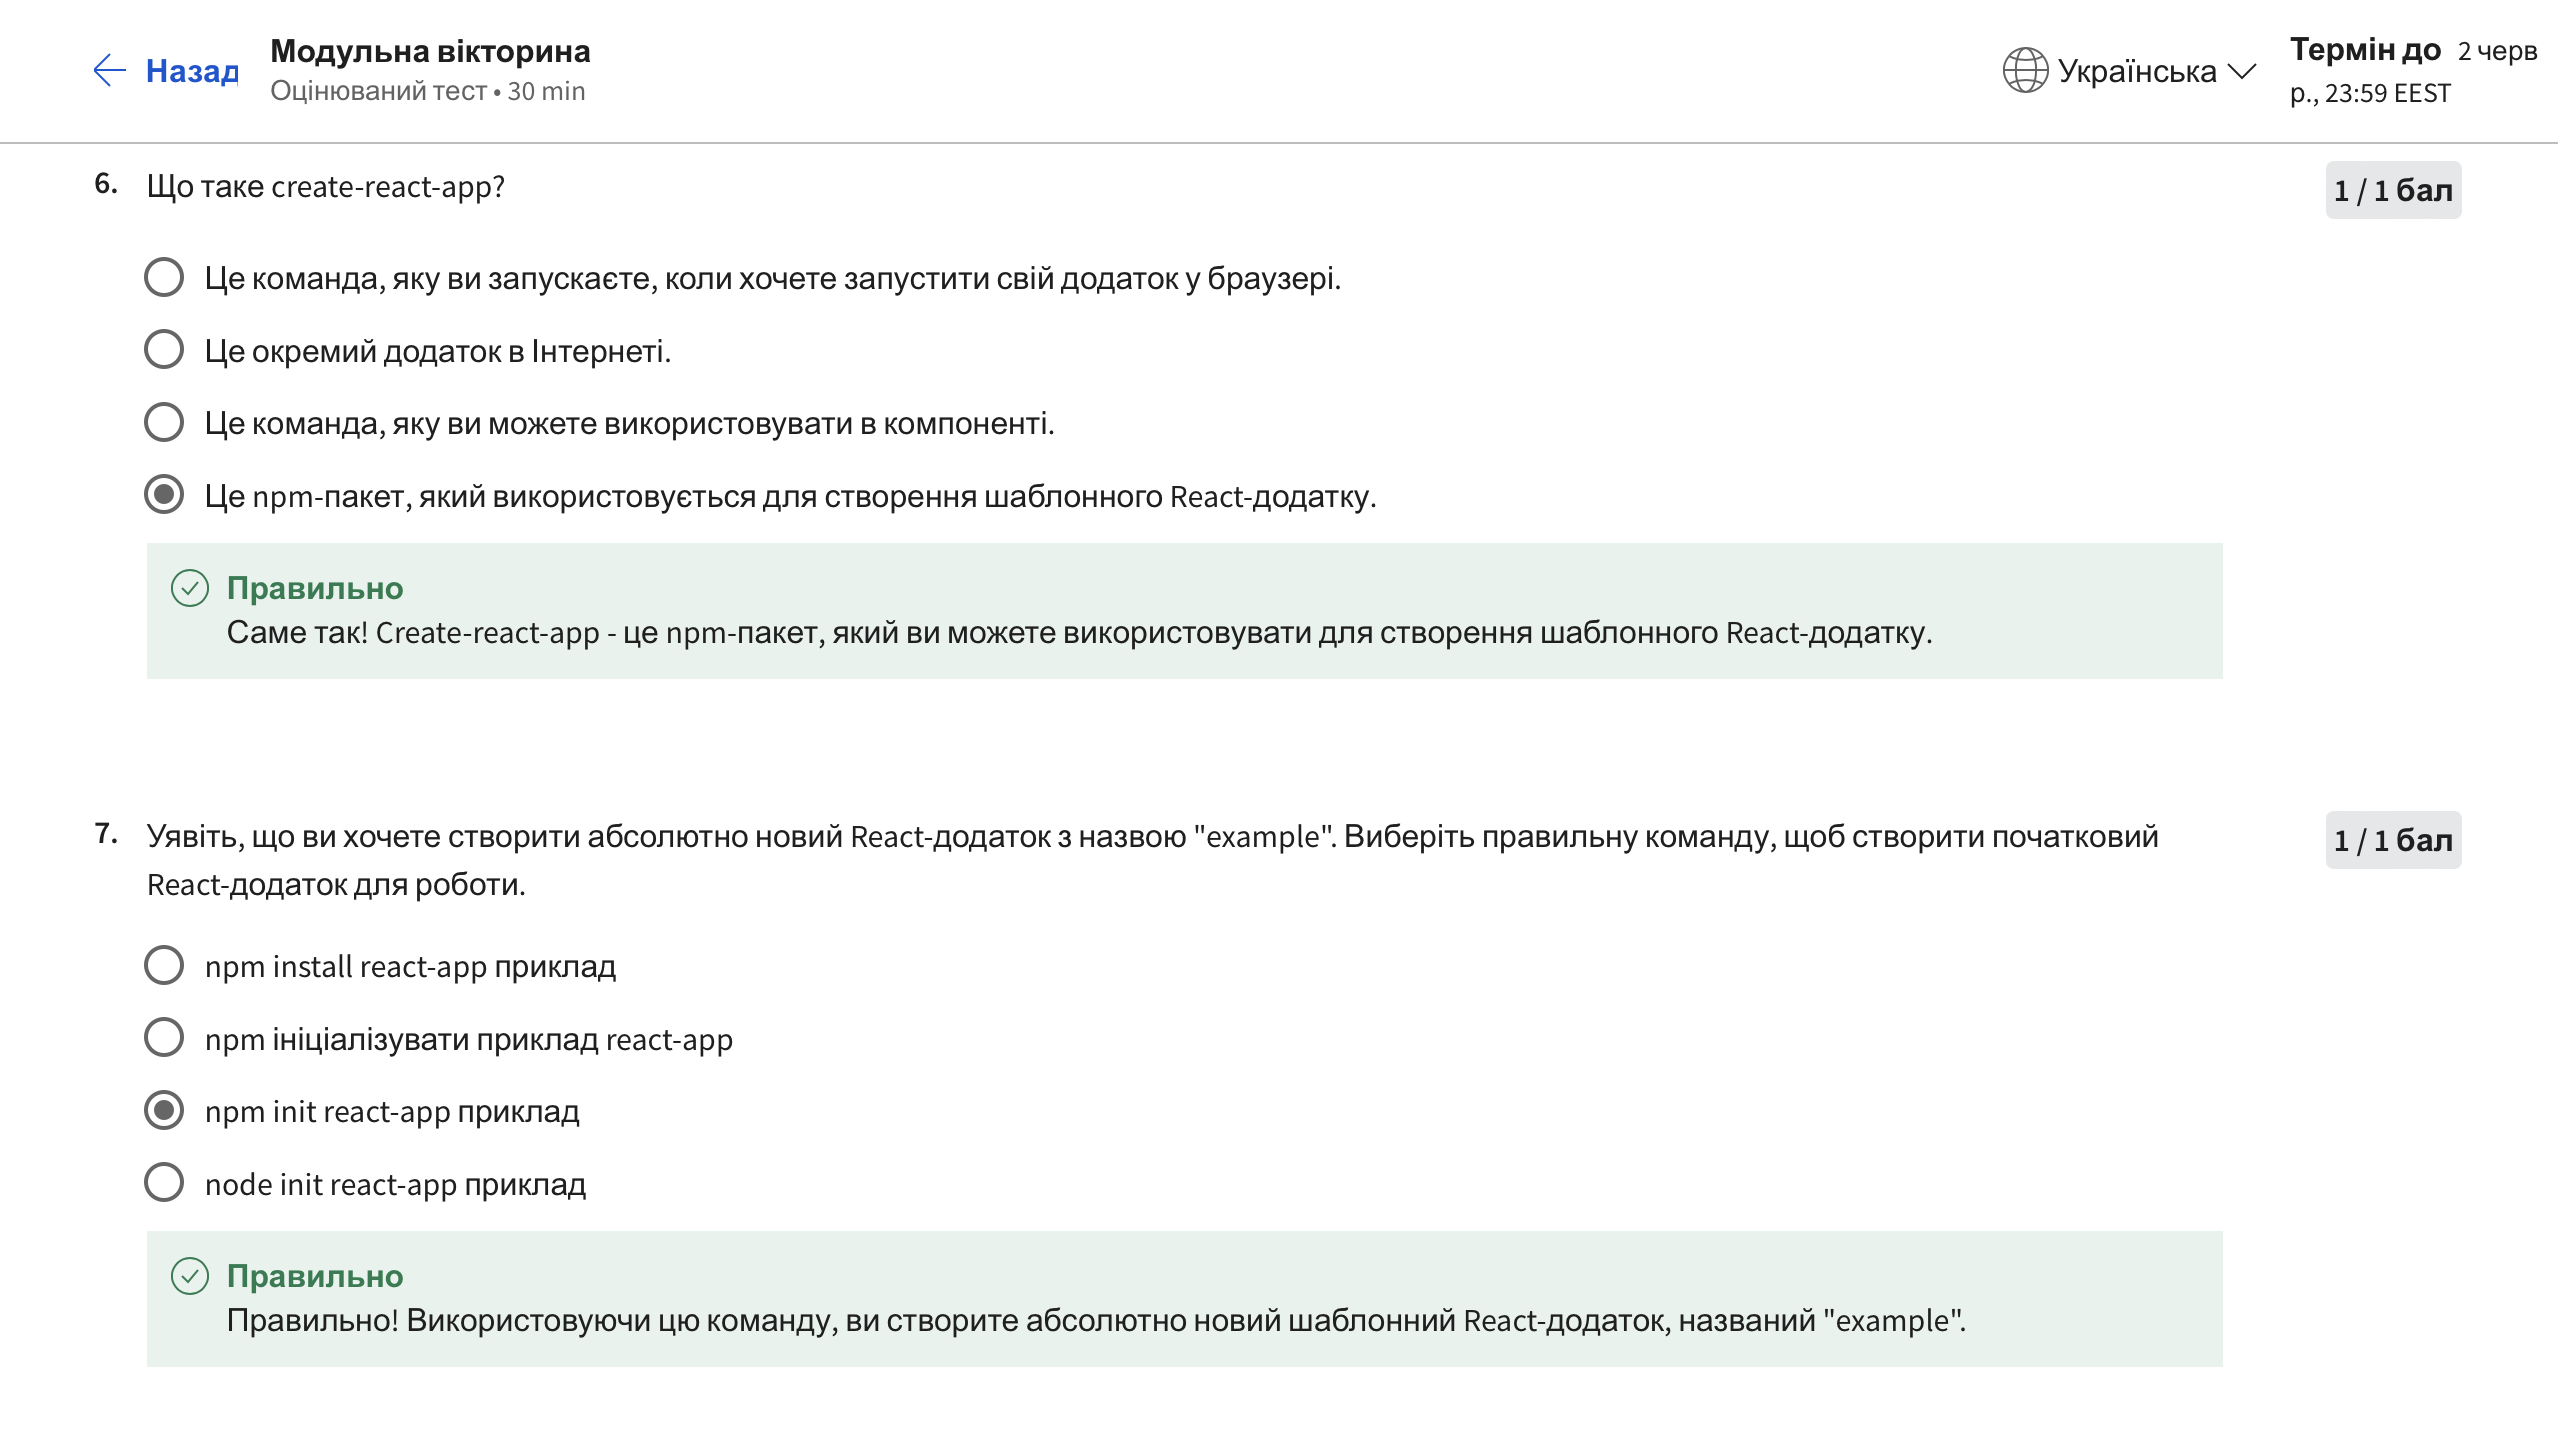 Назад
Модульна вікторина
Оцінюваний тест • 30 min
Українська
Термін до 2 черв
р., 23:59 EEST
6. Що таке create-react-app?
1 / 1 бал
Це команда, яку ви запускаєте, коли хочете запустити свій додаток у браузері.
Це окремий додаток в Інтернеті.
Це команда, яку ви можете використовувати в компоненті.
Це npm-пакет, який використовується для створення шаблонного React-додатку.
Правильно
Саме так! Create-react-app - це npm-пакет, який ви можете використовувати для створення шаблонного React-додатку.
7. Уявіть, що ви хочете створити абсолютно новий React-додаток з назвою "example". Виберіть правильну команду, щоб створити початковий
React-додаток для роботи.
1 / 1 бал
npm install react-app приклад
npm ініціалізувати приклад react-app
npm init react-app приклад
node init react-app приклад
Правильно
Правильно! Використовуючи цю команду, ви створите абсолютно новий шаблонний React-додаток, названий "example".